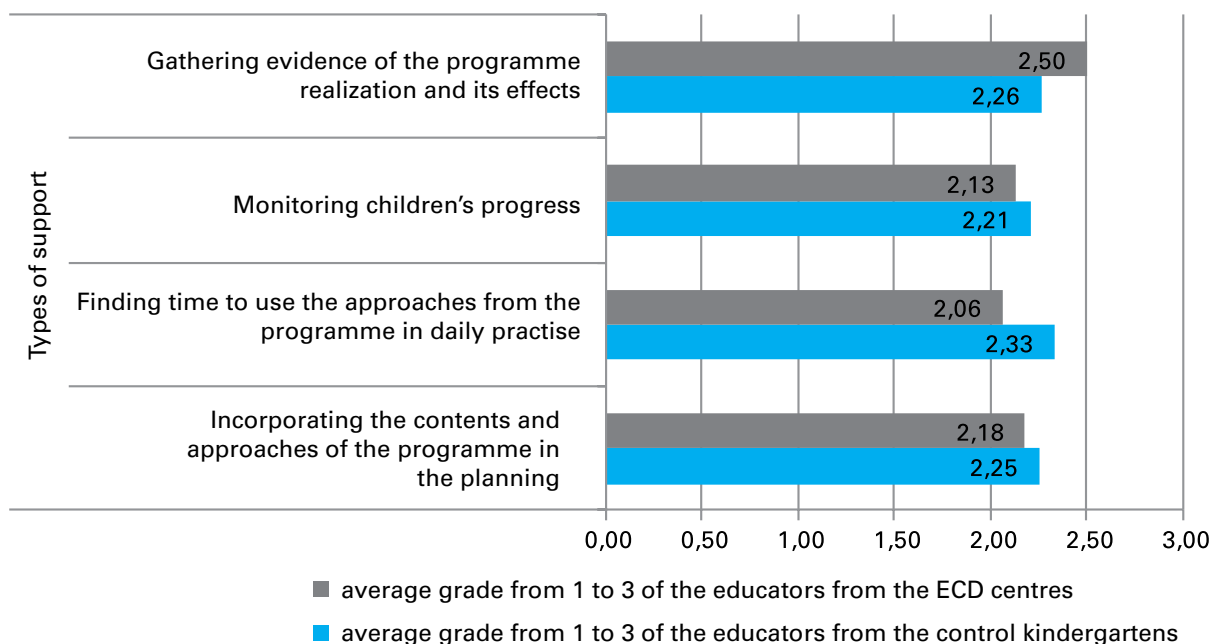 Types of support
Gathering evidence of the programme
realization and its effects
2,50
2,26
Monitoring children’s progress
2,13
2,21
Finding time to use the approaches from the
programme in daily practise
2,06
2,33
Incorporating the contents and
approaches of the programme in
the planning
2,18
2,25
0,00 0,50 1,00 1,50 2,00 2,50 3,00
average grade from 1 to 3 of the educators from the ECD centres
average grade from 1 to 3 of the educators from the control kindergartens